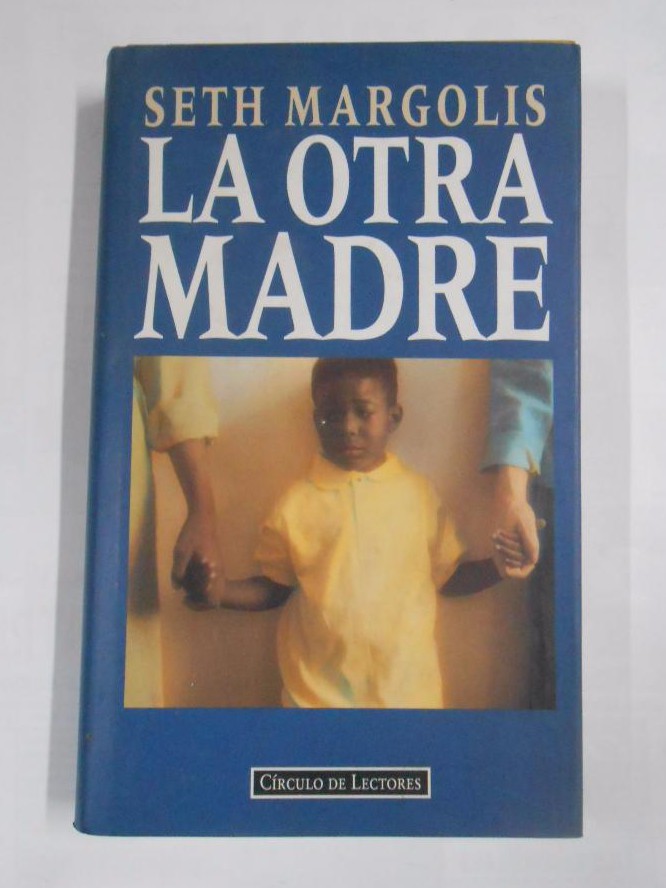 SETH MARGOLIS
LA OTRA
MADRE
CÍRCULO DE LECTORES